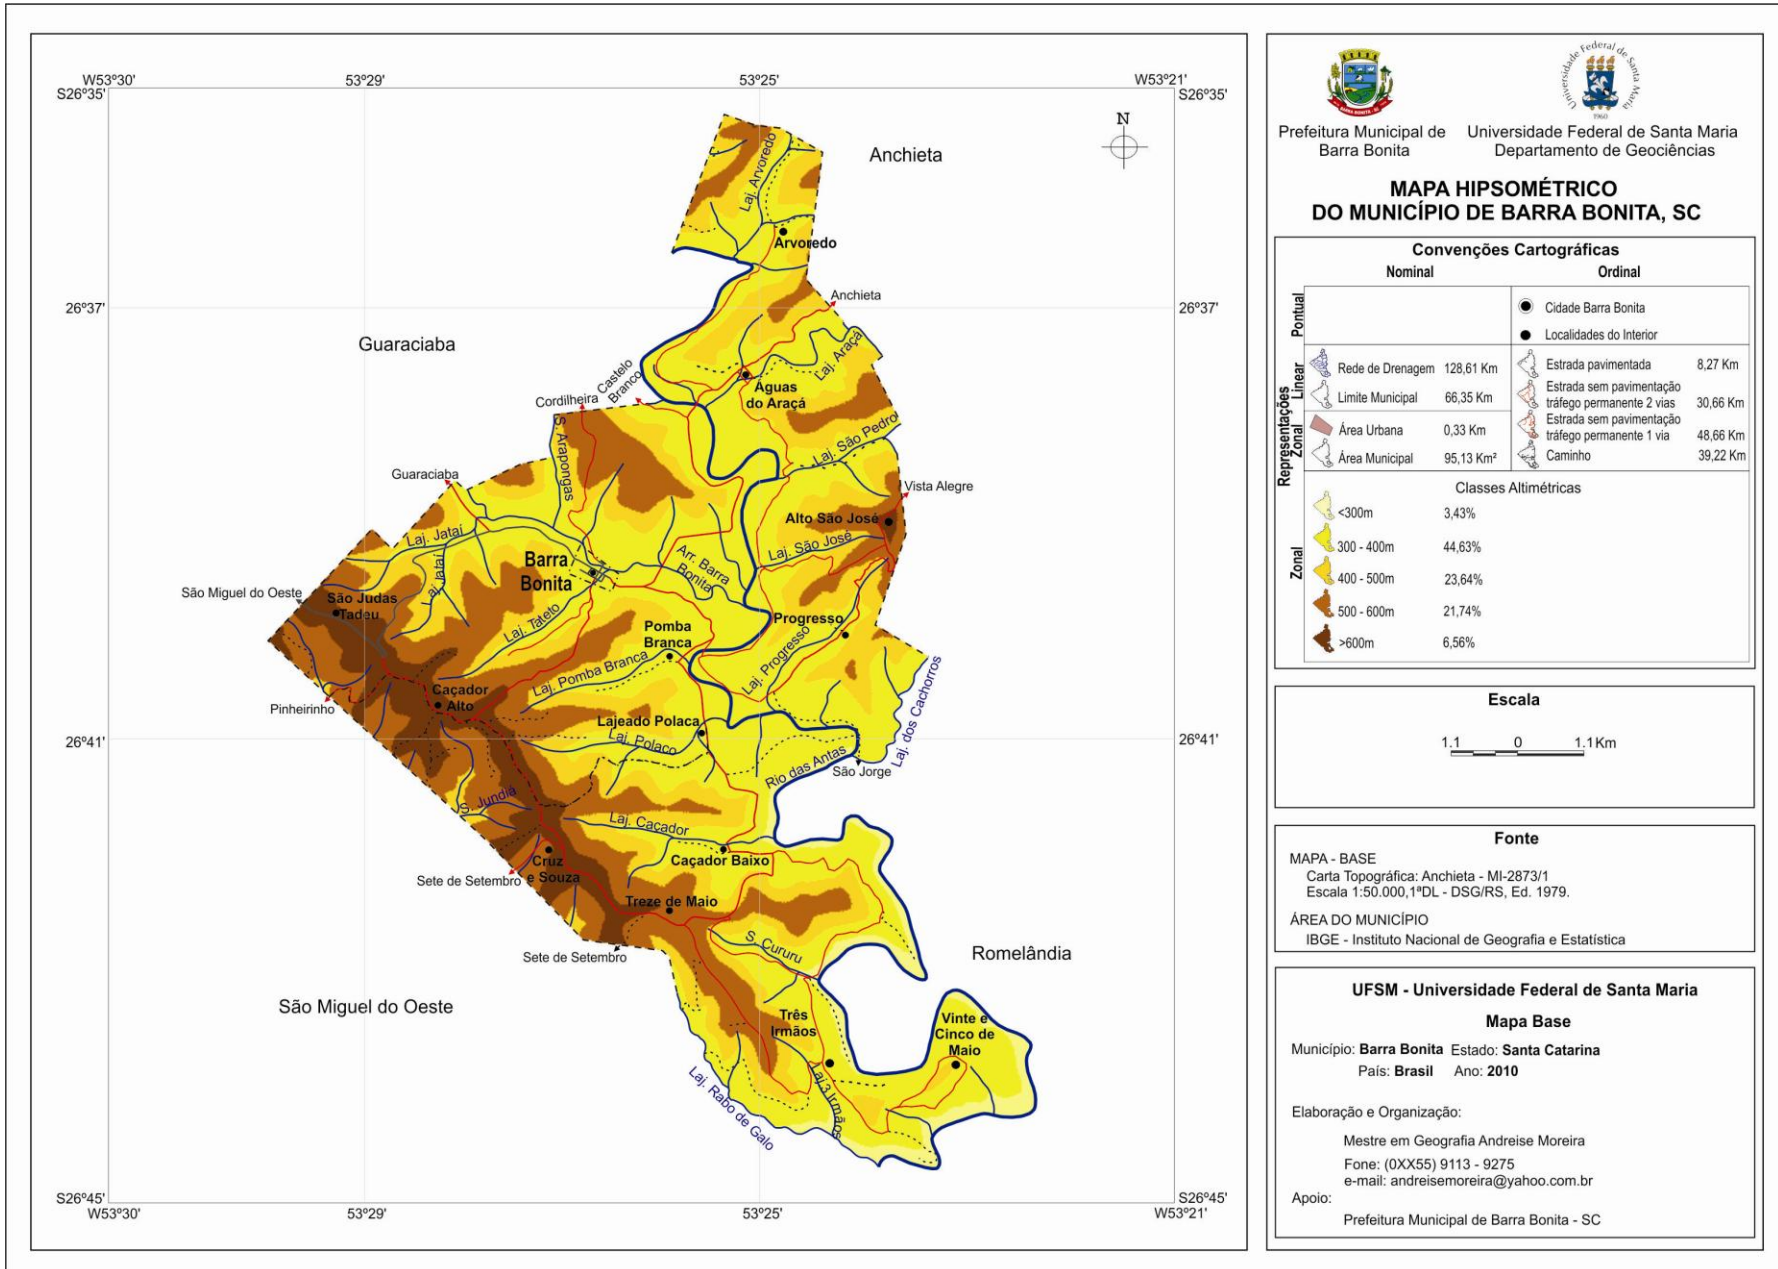 W53°30'
53°29'
53°25'
W53°21'
S26°35'
S26°35'
N
Anchieta
Laj. Arvoredo
Arvoredo
Anchieta
26°37'
26°37'
Guaraciaba
Laj. Araçá
Castelo
Branco
Águas
do Araçá
Cordilheira
S. Arapongas
Laj. São Pedro
Guaraciaba
Vista Alegre
Alto São José
Laj. Jataí
Laj. São José
Laj. Jataí
Barra
Bonita
Arr. Barra
Bonita
São Miguel do Oeste
São Judas
Tadeu
Laj. Tateto
Pomba
Branca
Progresso
Laj. Progresso
Laj. Pomba Branca
Caçador
Alto
Pinheirinho
Laj. dos Cachorros
Lajeado Polaca
Laj. Polaco
26°41'
26°41'
Rio das Antas
São Jorge
S. Jundiá
Laj. Caçador
Caçador Baixo
Cruz
e Souza
Sete de Setembro
Treze de Maio
S. Cururu
Sete de Setembro
Romelândia
São Miguel do Oeste
Três
Irmãos
Vinte e
Cinco de
Maio
Laj. Rabo de Galo
Laj.3 Irmãos
S26°45'
S26°45'
W53°30'
53°29'
53°25'
W53°21'
BARRA BONITA - SC
Universidade Federal de Santa Maria
1960
Prefeitura Municipal de
Barra Bonita
Universidade Federal de Santa Maria
Departamento de Geociências
MAPA HIPSOMÉTRICO
DO MUNICÍPIO DE BARRA BONITA, SC
Convenções Cartográficas
Nominal
Ordinal
Representações
Pontual
Cidade Barra Bonita
Localidades do Interior
Linear
Rede de Drenagem 128,61 Km
Limite Municipal 66,35 Km
Estrada pavimentada 8,27 Km
Estrada sem pavimentação
tráfego permanente 2 vias 30,66 Km
Estrada sem pavimentação
tráfego permanente 1 via 48,66 Km
Caminho 39,22 Km
Zonal
Área Urbana 0,33 Km
Área Municipal 95,13 Km²
Zonal
Classes Altimétricas
<300m 3,43%
300 - 400m 44,63%
400 - 500m 23,64%
500 - 600m 21,74%
>600m 6,56%
Escala
1.1 0 1.1 Km
Fonte
MAPA - BASE
Carta Topográfica: Anchieta - MI-2873/1
Escala 1:50.000,1ªDL - DSG/RS, Ed. 1979.
ÁREA DO MUNICÍPIO
IBGE - Instituto Nacional de Geografia e Estatística
UFSM - Universidade Federal de Santa Maria
Mapa Base
Município: Barra Bonita Estado: Santa Catarina
País: Brasil Ano: 2010
Elaboração e Organização:
Mestre em Geografia Andreise Moreira
Fone: (0XX55) 9113 - 9275
e-mail: andreisemoreira@yahoo.com.br
Apoio:
Prefeitura Municipal de Barra Bonita - SC